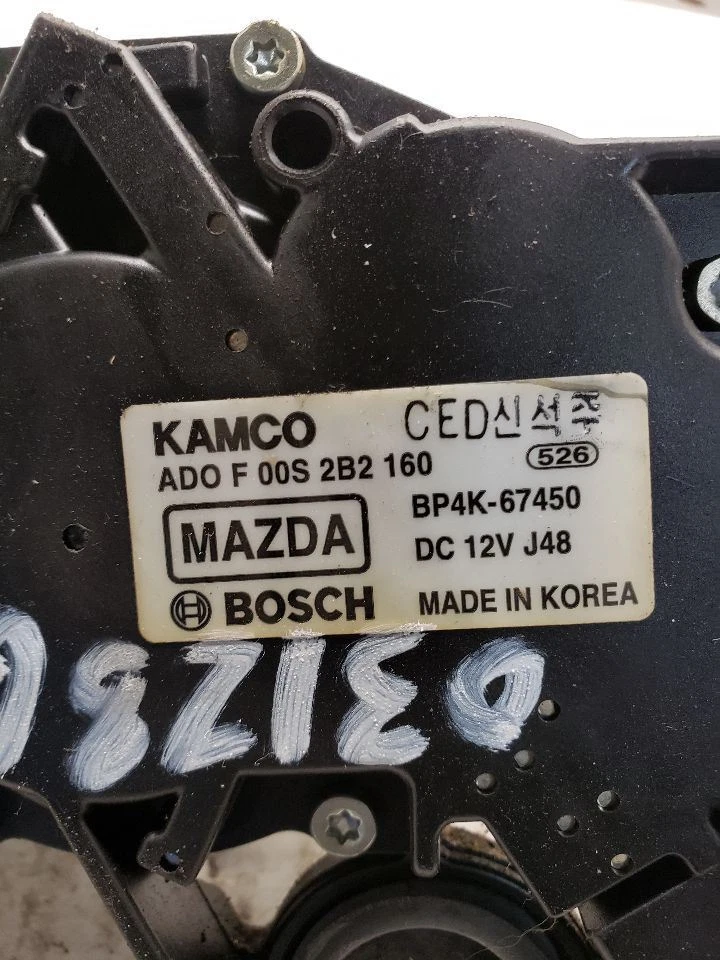 KAMCO CED신석주
ADO F 00S 2B2 160 526
MAZDA BP4K-67450
DC 12V J48
BOSCH MADE IN KOREA
03128